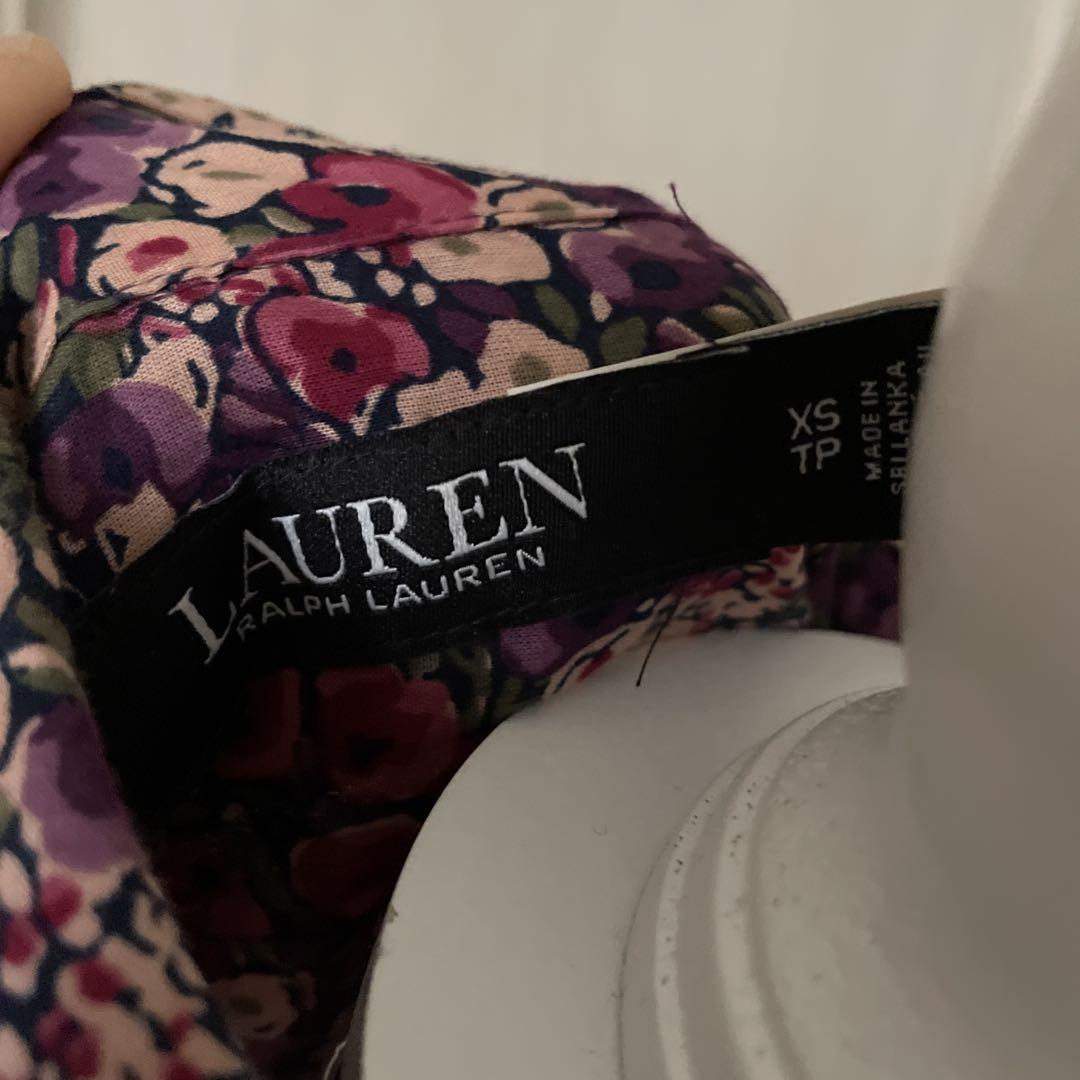 LAUREN
RALPH LAUREN
XS
TP
MADE IN
SRI LANKA